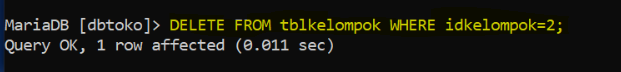 MariaDB [dbtoko]> DELETE FROM tblkelompok WHERE idkelompok=2;
Query OK, 1 row affected (0.011 sec)